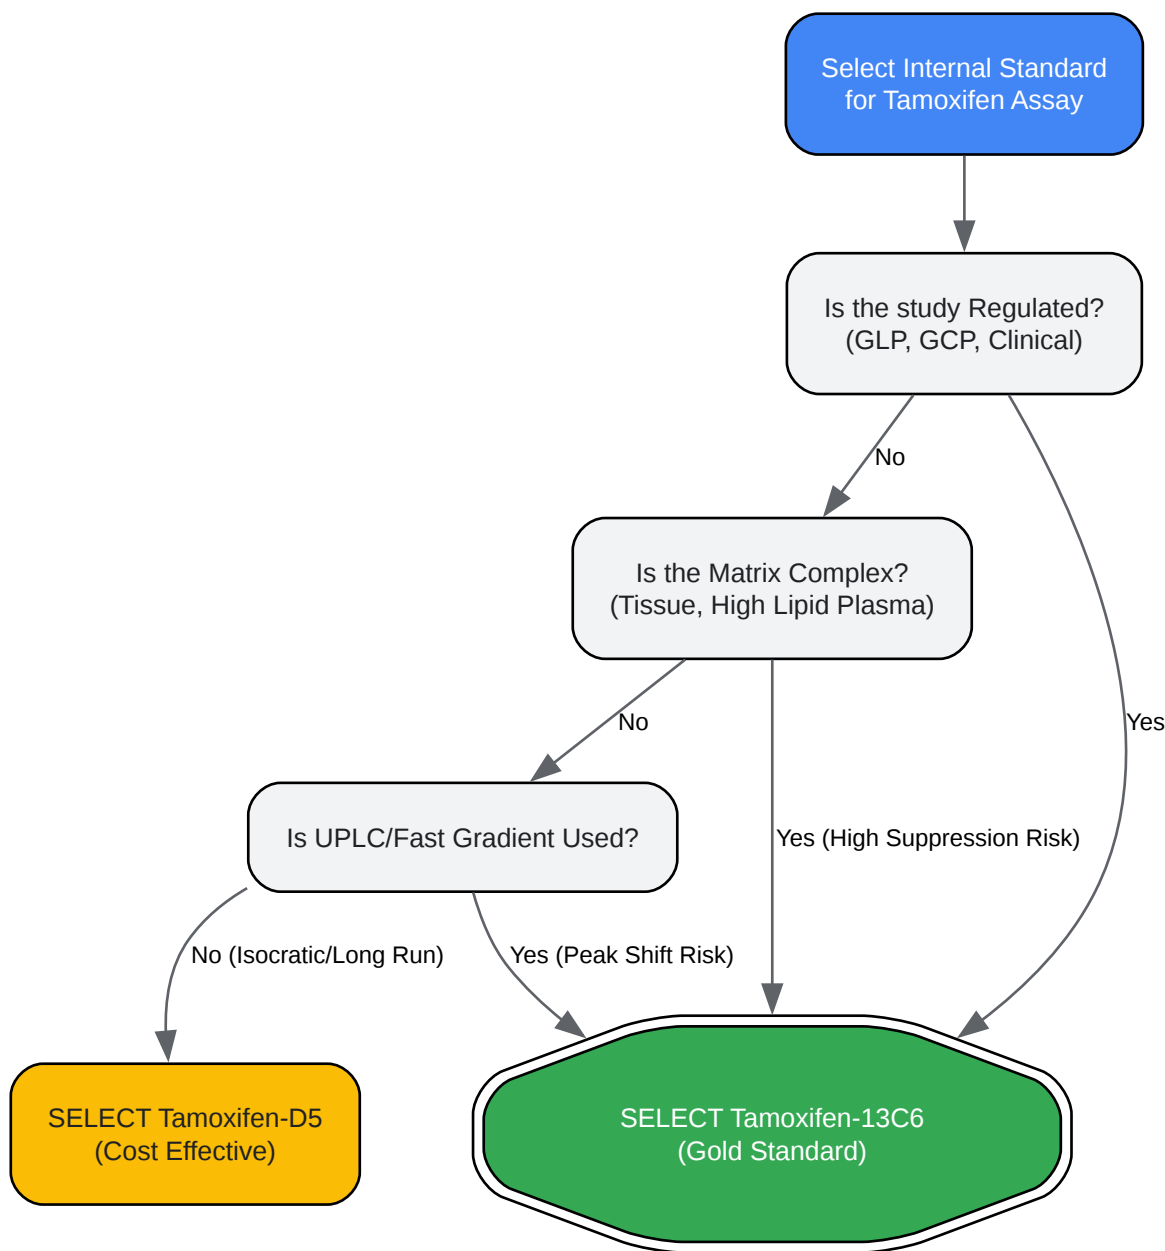 Select Internal Standard
for Tamoxifen Assay
Is the study Regulated?
(GLP, GCP, Clinical)
No
Is the Matrix Complex?
(Tissue, High Lipid Plasma)
No
Yes
Is UPLC/Fast Gradient Used?
Yes (High Suppression Risk)
No (Isocratic/Long Run)
Yes (Peak Shift Risk)
SELECT Tamoxifen-D5
(Cost Effective)
SELECT Tamoxifen-13C6
(Gold Standard)